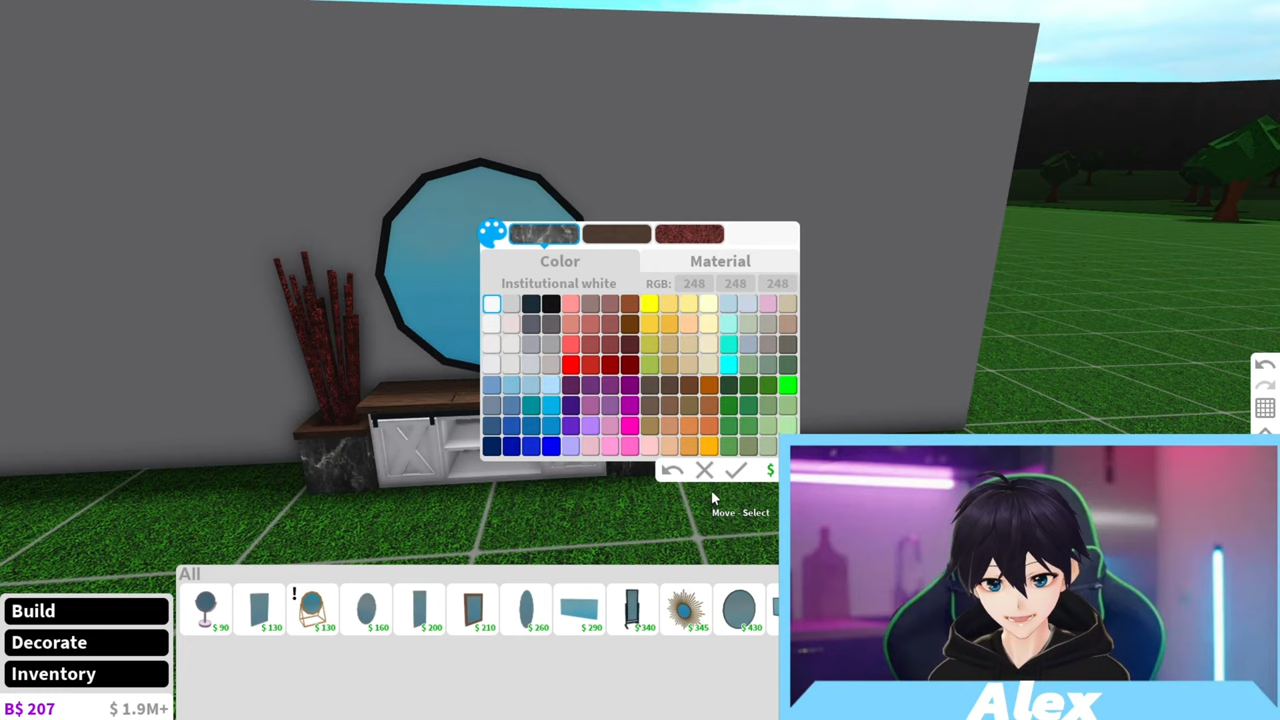 Color
Material
Institutional white
RGB: 248 248 248
$
Move - Select
All
!
$ 90
$ 130
$ 130
$ 160
$ 200
$ 210
$ 260
$ 290
$ 340
$ 345
$ 430
Build
Decorate
Inventory
B$ 207
$ 1.9M+
Alex